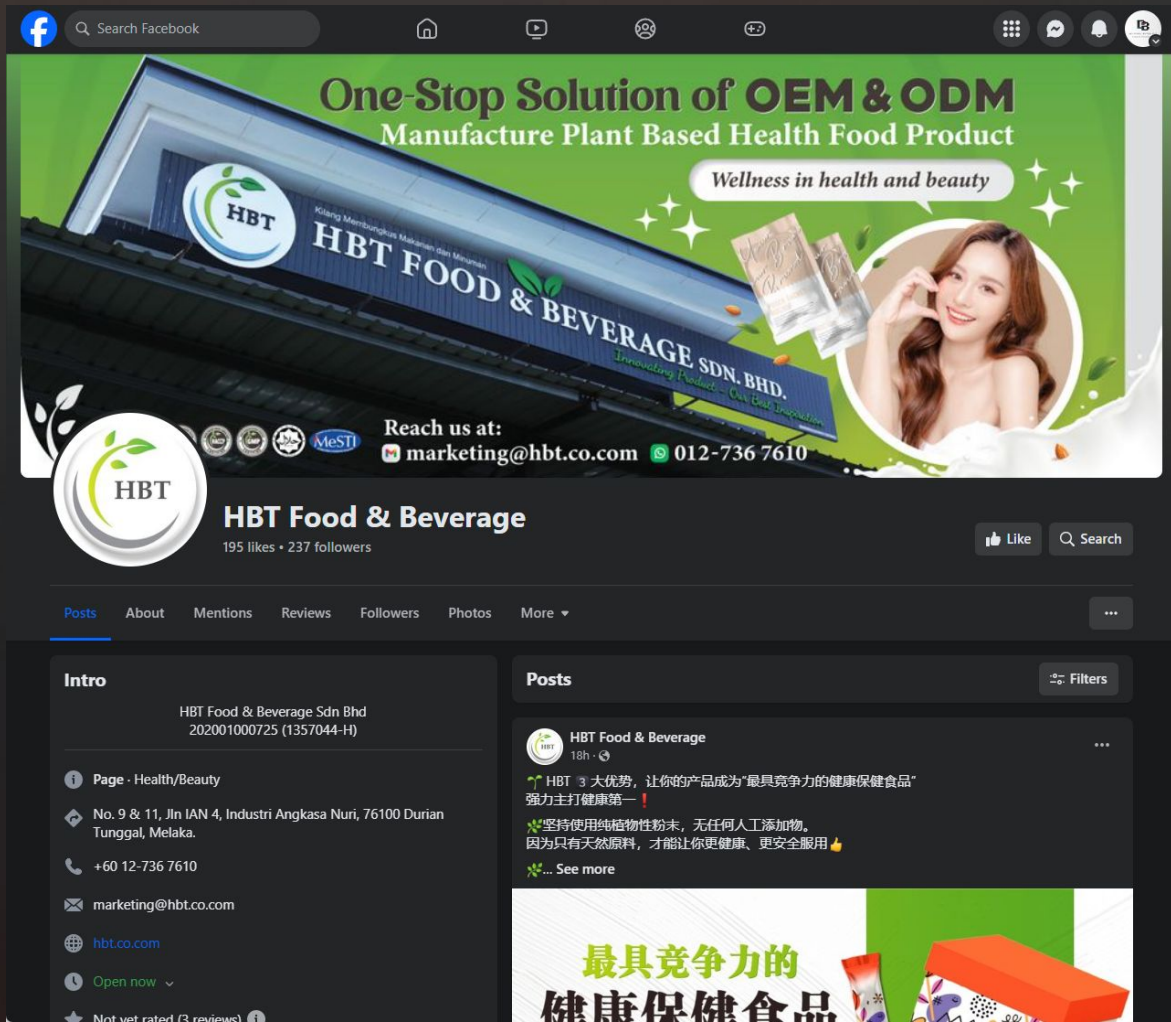 Search Facebook
One-Stop Solution of OEM & ODM
Manufacture Plant Based Health Food Product
Wellness in health and beauty
HBT
Kilang Membungkus Makanan dan Minuman
HBT FOOD & BEVERAGE SDN. BHD.
Innovating Product - Our Best Inspiration
MeSTI
Reach us at:
marketing@hbt.co.com 012-736 7610
HBT
HBT Food & Beverage
195 likes • 237 followers
Like
Search
Posts About Mentions Reviews Followers Photos More
Intro
HBT Food & Beverage Sdn Bhd
202001000725 (1357044-H)
Page · Health/Beauty
No. 9 & 11, Jln IAN 4, Industri Angkasa Nuri, 76100 Durian
Tunggal, Melaka.
+60 12-736 7610
marketing@hbt.co.com
hbt.co.com
Open now
Not yet rated (3 reviews)
Posts
Filters
HBT
HBT Food & Beverage
18h ·
🌱 HBT 3️⃣ 大优势，让你的产品成为“最具竞争力的健康保健食品”
强力主打健康第一❗
🌿坚持使用纯植物性粉末，无任何人工添加物。
因为只有天然原料，才能让你更健康、更安全服用👍
🌿... See more
最具竞争力的
健康保健食品